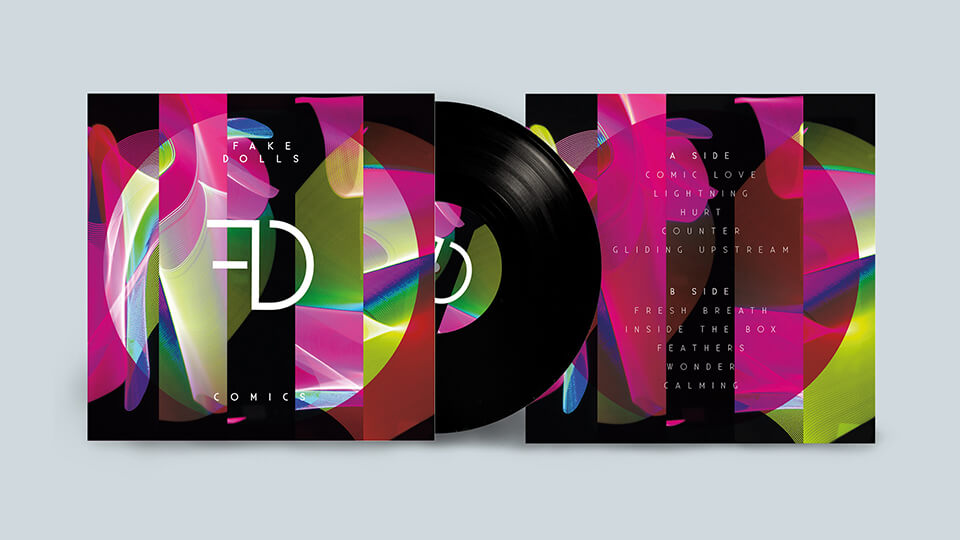 FAKE
DOLLS
FD
COMICS
A SIDE
COMIC LOVE
LIGHTNING
HURT
COUNTER
GLIDING UPSTREAM
B SIDE
FRESH BREATH
INSIDE THE BOX
FEATHERS
WONDER
CALMING